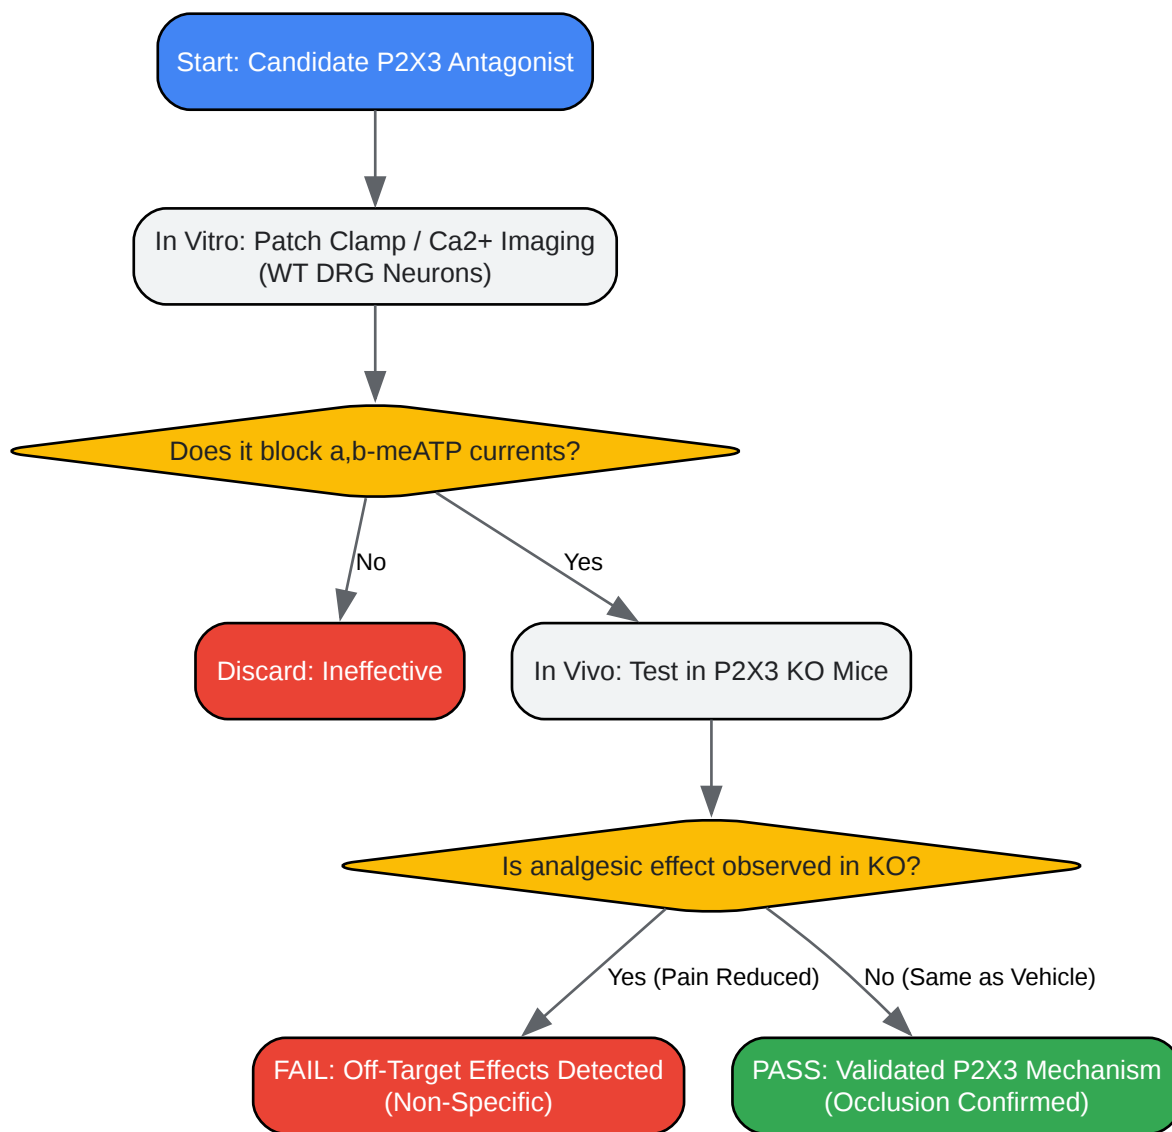 Start: Candidate P2X3 Antagonist
In Vitro: Patch Clamp / Ca2+ Imaging
(WT DRG Neurons)
Does it block a,b-meATP currents?
No
Yes
Discard: Ineffective
In Vivo: Test in P2X3 KO Mice
Is analgesic effect observed in KO?
Yes (Pain Reduced)
No (Same as Vehicle)
FAIL: Off-Target Effects Detected
(Non-Specific)
PASS: Validated P2X3 Mechanism
(Occlusion Confirmed)